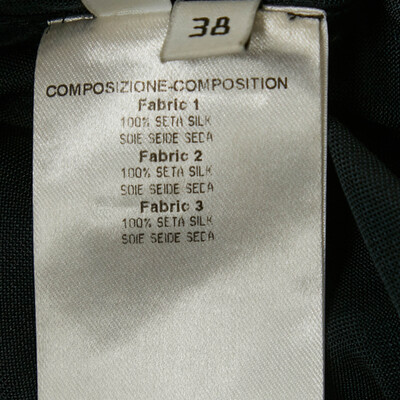 38
COMPOSIZIONE-COMPOSITION
Fabric 1
100% SETA SILK
SOIE SEIDE SEDA
Fabric 2
100% SETA SILK
SOIE SEIDE SEDA
Fabric 3
100% SETA SILK
SOIE SEIDE SEDA